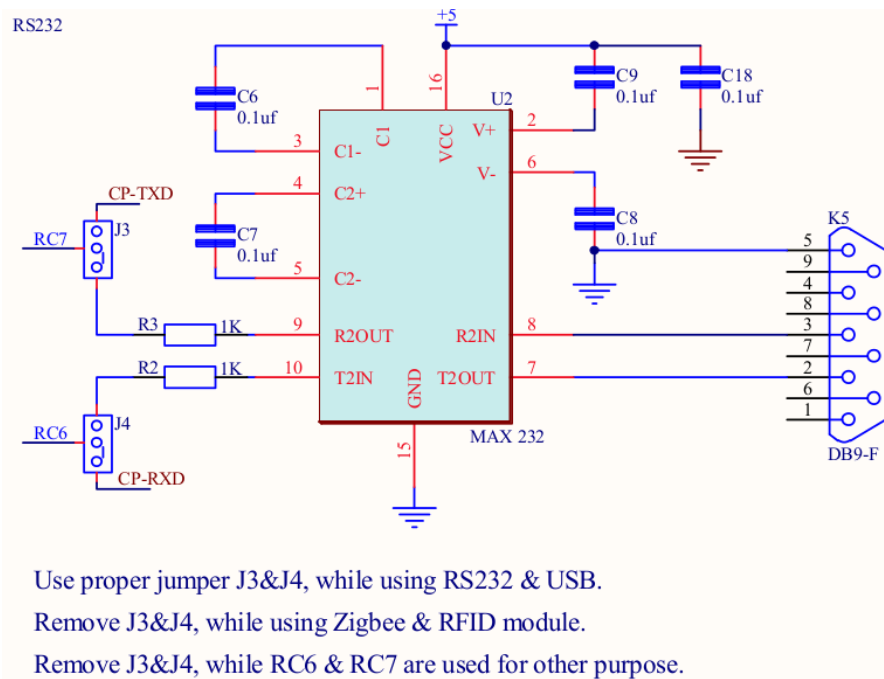 RS232
+5
C6
0.1uf
1
16
U2
C9
0.1uf
C18
0.1uf
C1
VCC
V+
2
3
C1-
V-
6
4
C2+
CP-TXD
J3
RC7
C7
0.1uf
C8
0.1uf
K5
5
9
4
8
3
7
2
6
1
5
C2-
R3
1K
9
R2OUT
R2IN
8
R2
1K
10
T2IN
T2OUT
7
GND
15
MAX 232
J4
RC6
CP-RXD
DB9-F
Use proper jumper J3&J4, while using RS232 & USB.
Remove J3&J4, while using Zigbee & RFID module.
Remove J3&J4, while RC6 & RC7 are used for other purpose.